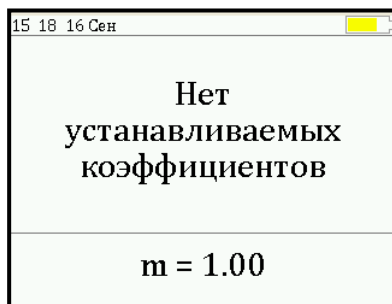 15 18 16 Сен
Нет
устанавливаемых
коэффициентов
m = 1.00